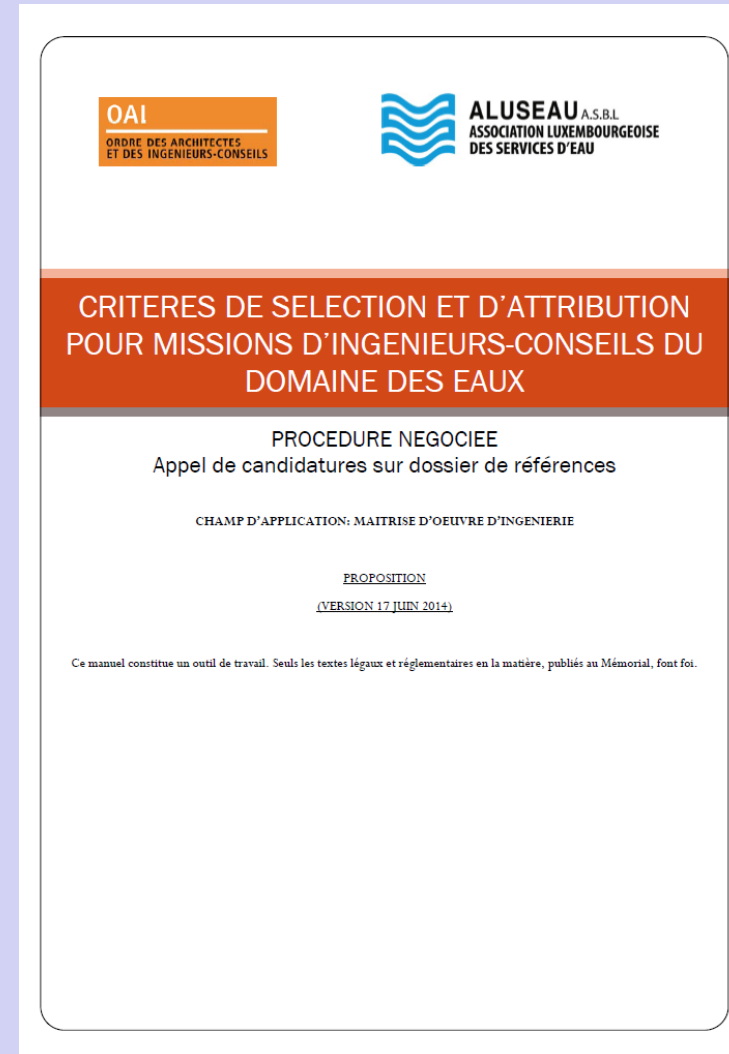 OAI
ORDRE DES ARCHITECTES
ET DES INGENIEURS-CONSEILS
ALUSEAU A.S.B.L
ASSOCIATION LUXEMBOURGEOISE
DES SERVICES D'EAU
CRITERES DE SELECTION ET D'ATTRIBUTION
POUR MISSIONS D'INGENIEURS-CONSEILS DU
DOMAINE DES EAUX
PROCEDURE NEGOCIEE
Appel de candidatures sur dossier de références
CHAMP D'APPLICATION: MAITRISE D'OEUVRE D'INGENIERIE
PROPOSITION
(VERSION 17 JUIN 2014)
Ce manuel constitue un outil de travail. Seuls les textes légaux et réglementaires en la matière, publiés au Mémorial, font foi.